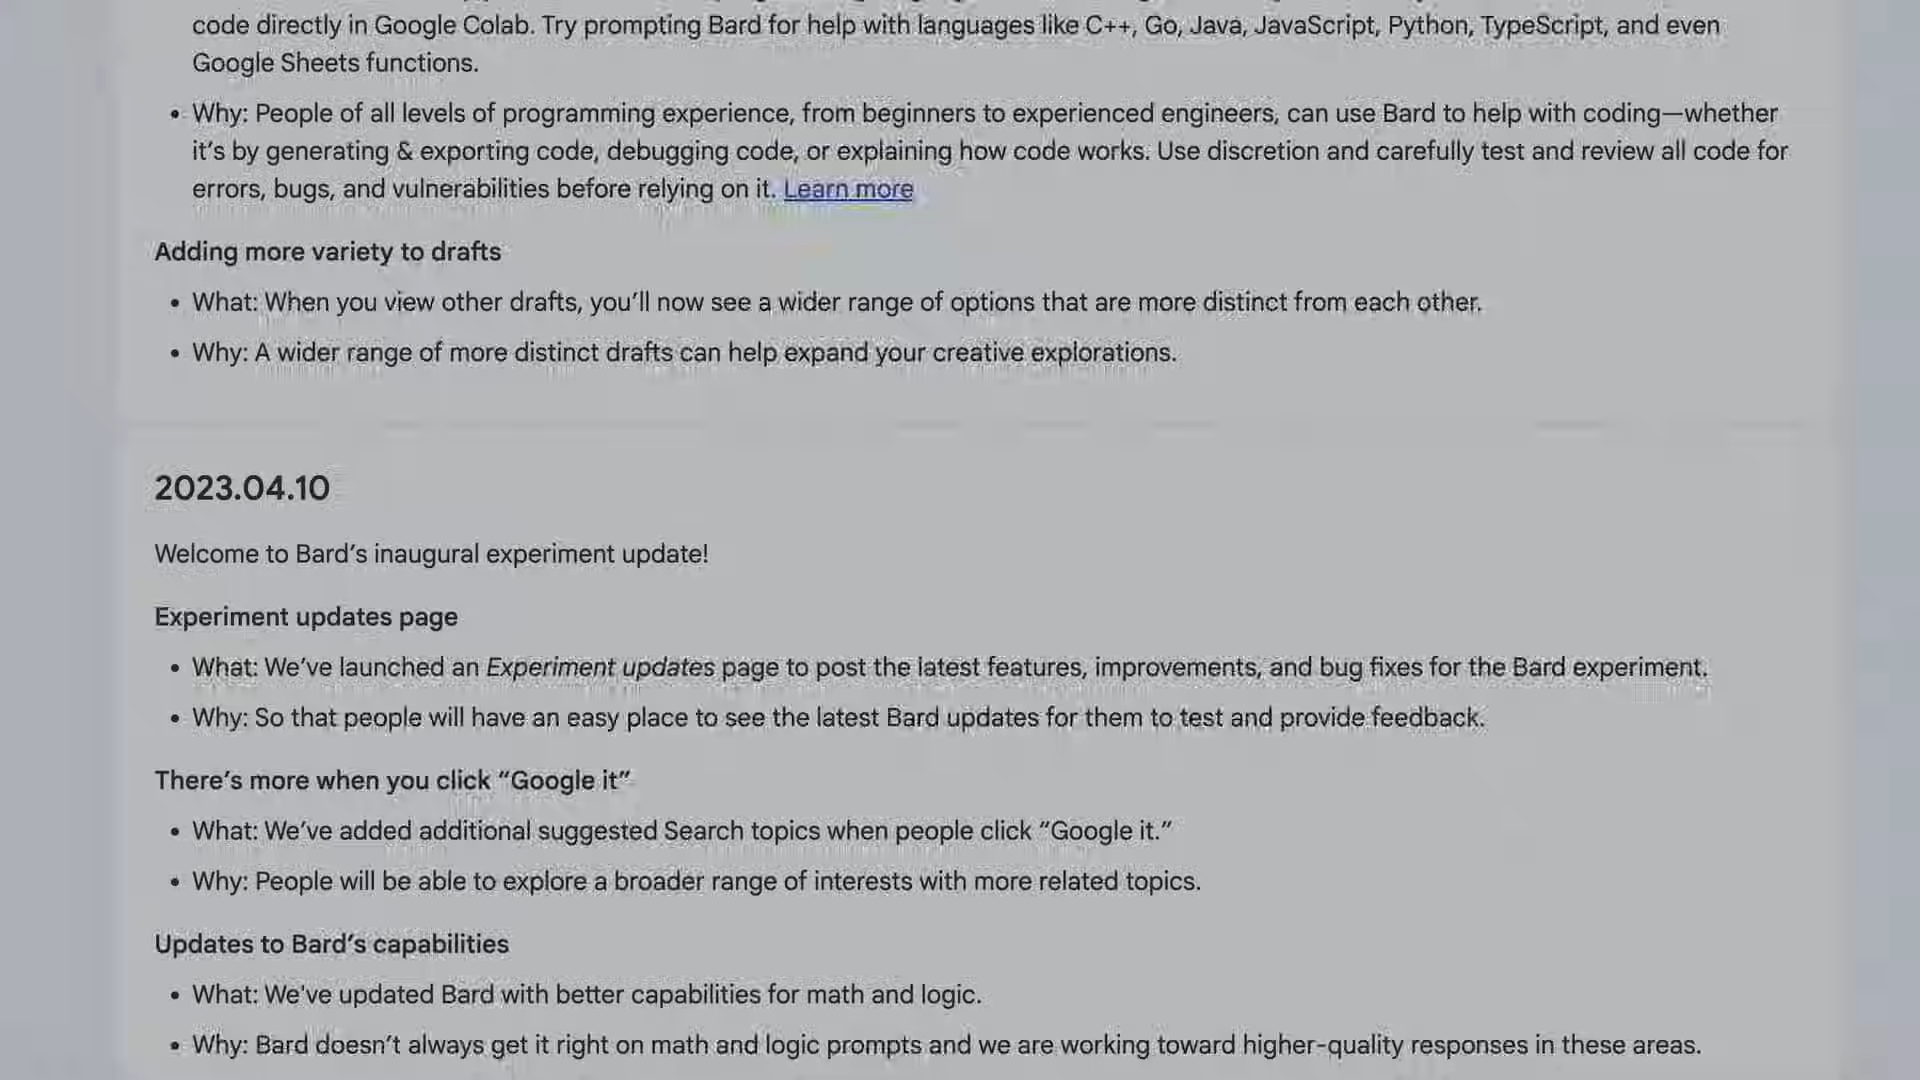 code directly in Google Colab. Try prompting Bard for help with languages like C++, Go, Java, JavaScript, Python, TypeScript, and even
Google Sheets functions.
• Why: People of all levels of programming experience, from beginners to experienced engineers, can use Bard to help with coding—whether
it’s by generating & exporting code, debugging code, or explaining how code works. Use discretion and carefully test and review all code for
errors, bugs, and vulnerabilities before relying on it. Learn more
Adding more variety to drafts
• What: When you view other drafts, you’ll now see a wider range of options that are more distinct from each other.
• Why: A wider range of more distinct drafts can help expand your creative explorations.
2023.04.10
Welcome to Bard’s inaugural experiment update!
Experiment updates page
• What: We’ve launched an Experiment updates page to post the latest features, improvements, and bug fixes for the Bard experiment.
• Why: So that people will have an easy place to see the latest Bard updates for them to test and provide feedback.
There’s more when you click “Google it”
• What: We’ve added additional suggested Search topics when people click “Google it.”
• Why: People will be able to explore a broader range of interests with more related topics.
Updates to Bard’s capabilities
• What: We've updated Bard with better capabilities for math and logic.
• Why: Bard doesn’t always get it right on math and logic prompts and we are working toward higher-quality responses in these areas.